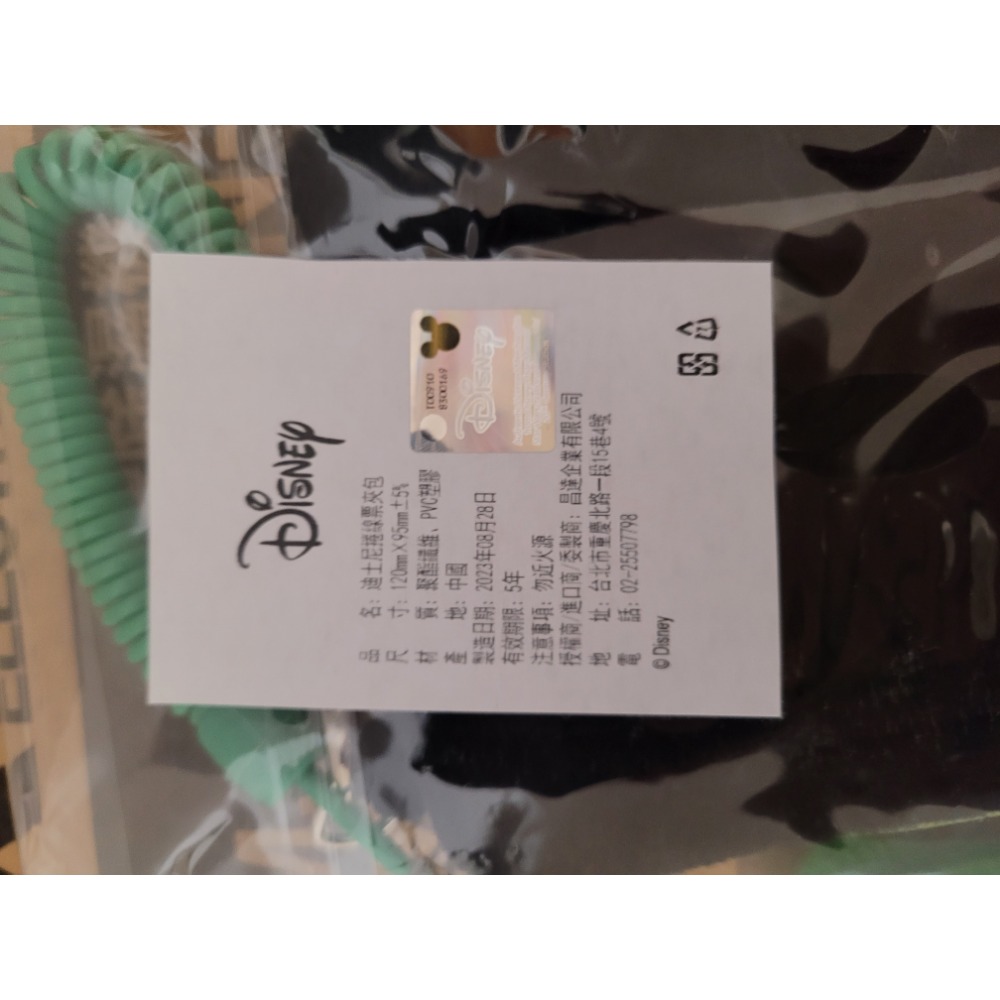 Disney
品　　名：迪士尼捲線票夾包
尺　　寸：120mm X 95mm±5%
材　　質：聚酯纖維、PVC塑膠
產　　地：中國
製造日期：2023年08月28日
有效期限：5年
注意事項：勿近火源
授權商/進口商/委製商：昌達企業有限公司
地　　址：台北市重慶北路一段15巷4號
電　　話：02-25507798
©Disney
TD0910
8300169
Disney